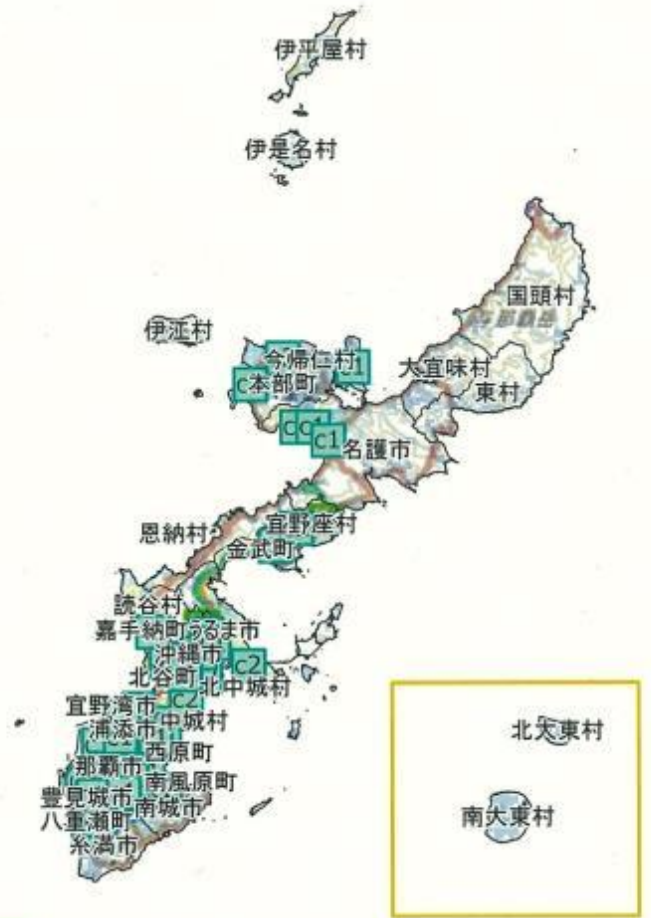 伊平屋村
伊是名村
国頭村
伊江村
今帰仁村
C1
大宜味村
C本部町
東村
C1
名護市
宜野座村
恩納村
金武町
読谷村
嘉手納町うるま市
沖縄市
C2
北谷町
北中城村
宜野湾市
C2
浦添市
中城村
北大東村
西原町
那覇市
南風原町
豊見城市
南城市
南大東村
八重瀬町
糸満市